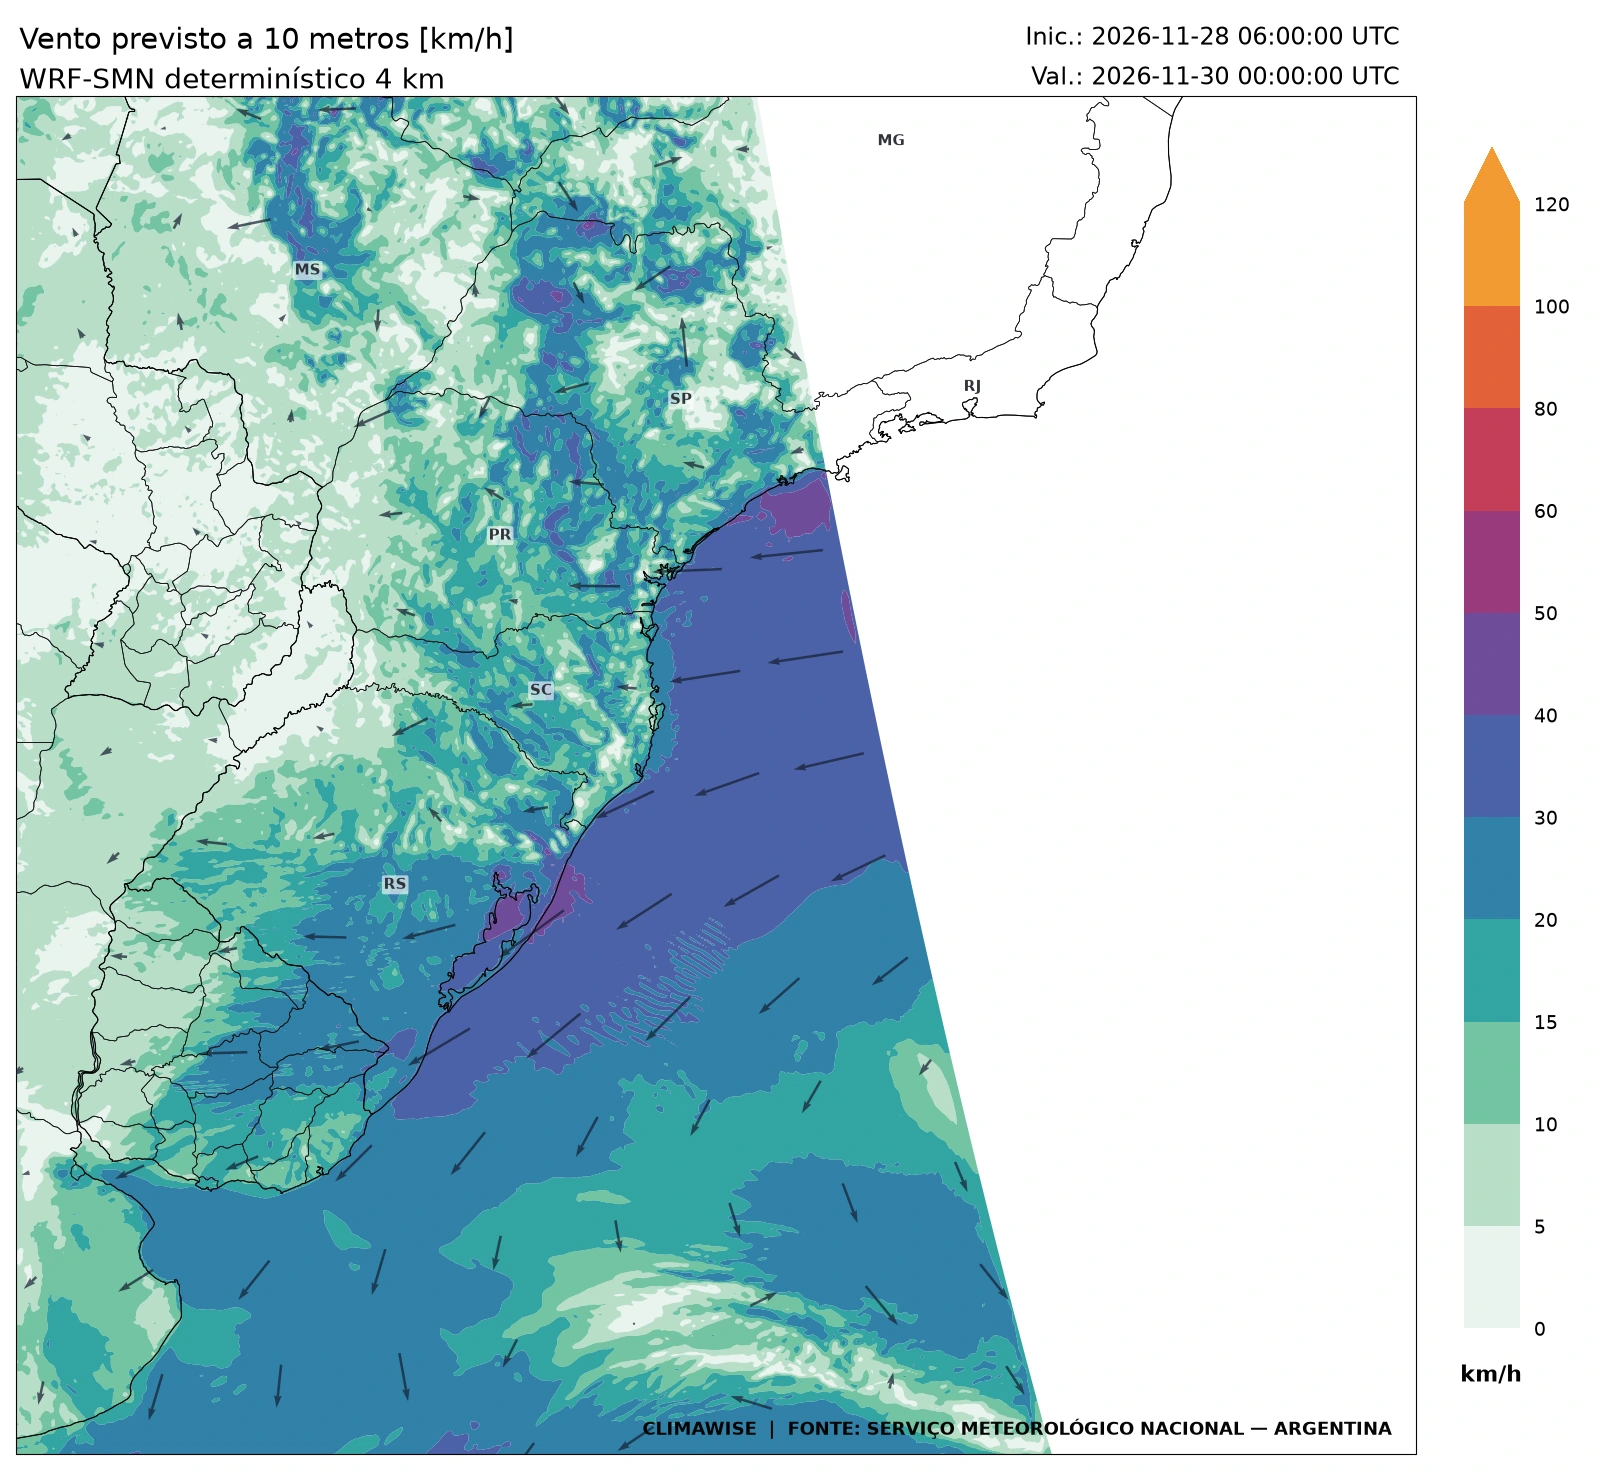 Vento previsto a 10 metros [km/h]
WRF-SMN determinístico 4 km
Inic.: 2026-11-28 06:00:00 UTC
Val.: 2026-11-30 00:00:00 UTC
MG
MS
SP
RJ
PR
SC
RS
120
100
80
60
50
40
30
20
15
10
5
0
km/h
CLIMAWISE | FONTE: SERVIÇO METEOROLÓGICO NACIONAL — ARGENTINA